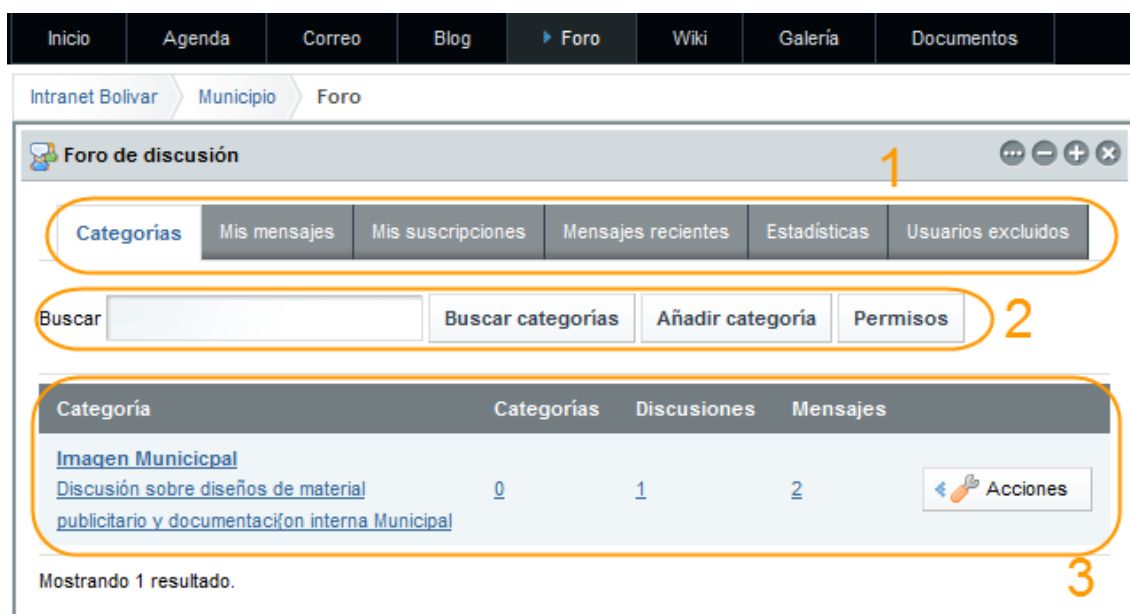 Inicio Agenda Correo Blog Foro Wiki Galería Documentos
Intranet Bolivar Municipio Foro
Foro de discusión
1
Categorías Mis mensajes Mis suscripciones Mensajes recientes Estadísticas Usuarios excluidos
Buscar Buscar categorías Añadir categoría Permisos 2
Categoría Categorías Discusiones Mensajes
Imagen Municicpal
Discusión sobre diseños de material 0 1 2 Acciones
publicitario y documentaci{on interna Municipal
Mostrando 1 resultado.
3